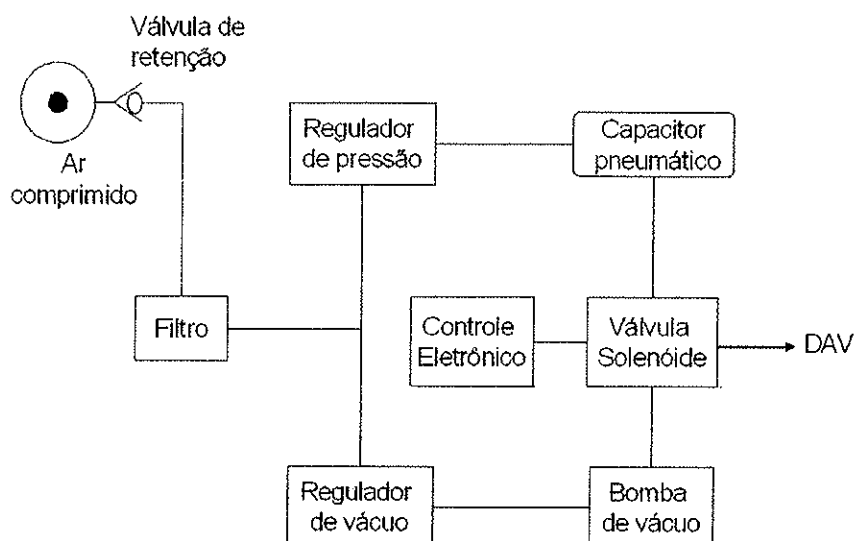 Válvula de
retenção
Ar
comprimido
Regulador
de pressão
Capacitor
pneumático
Filtro
Controle
Eletrônico
Válvula
Solenóide
DAV
Regulador
de vácuo
Bomba
de vácuo